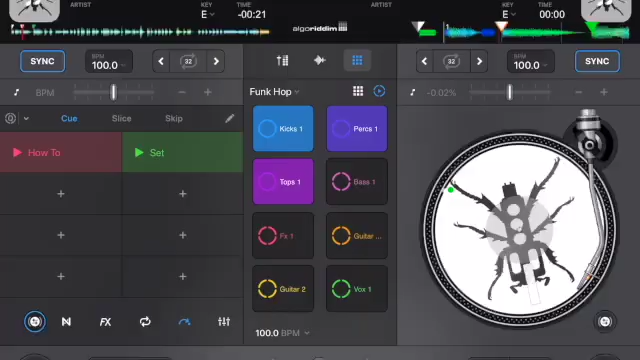 ARTIST
KEY
TIME
ARTIST
KEY
TIME
E
-00:21
algoriddim
E
00:00
SYNC
BPM
100.0
32
32
BPM
100.0
SYNC
BPM
Funk Hop
-0.02%
Cue
Slice
Skip
Kicks 1
Percs 1
How To
Set
Tops 1
Bass 1
Fx 1
Guitar ...
Guitar 2
Vox 1
N
FX
100.0 BPM